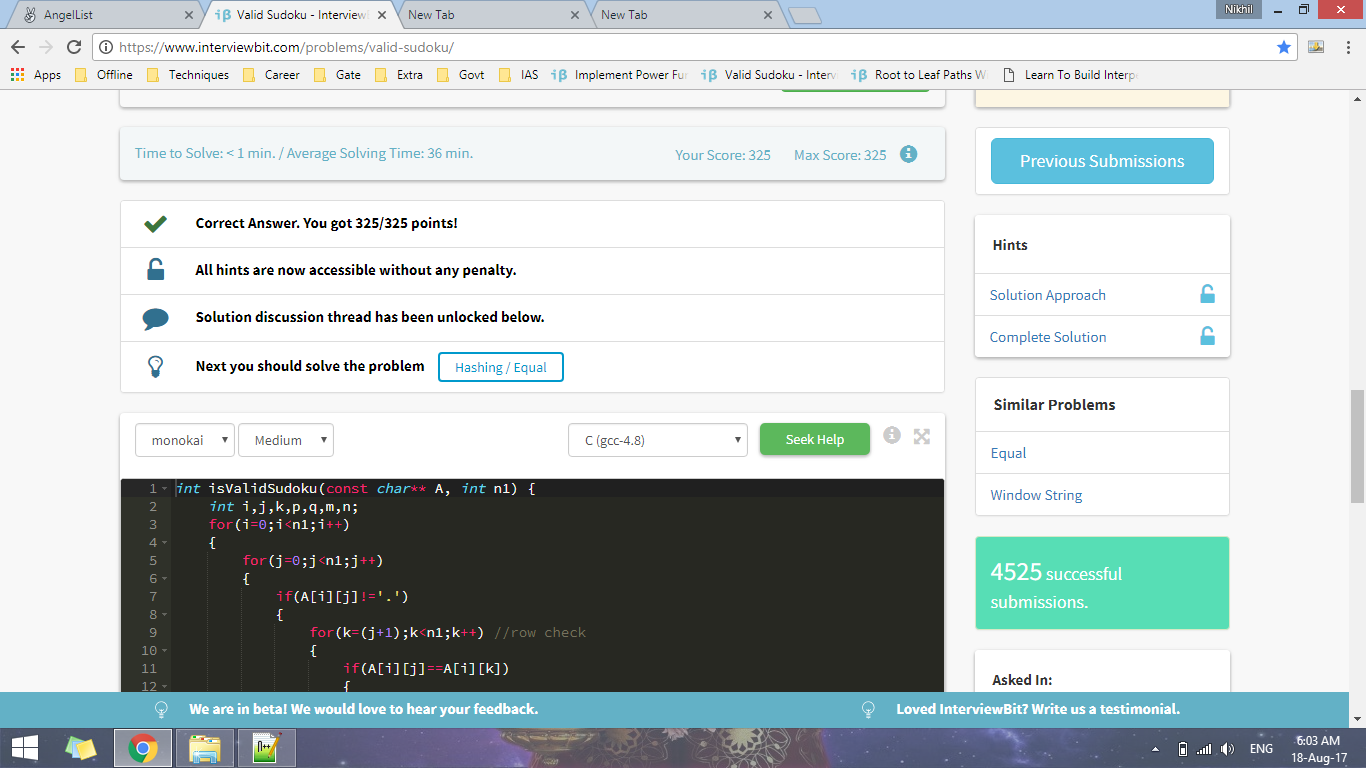 AngelList
Valid Sudoku - Interview
New Tab
New Tab
Nikhil
https://www.interviewbit.com/problems/valid-sudoku/
Apps Offline Techniques Career Gate Extra Govt IAS Implement Power Fu Valid Sudoku - Interv Root to Leaf Paths W Learn To Build Interp
Time to Solve: < 1 min. / Average Solving Time: 36 min.
Your Score: 325 Max Score: 325
Previous Submissions
Correct Answer. You got 325/325 points!
All hints are now accessible without any penalty.
Solution discussion thread has been unlocked below.
Next you should solve the problem Hashing / Equal
Hints
Solution Approach
Complete Solution
Similar Problems
Equal
Window String
4525 successful
submissions.
Asked In:
monokai Medium C (gcc-4.8) Seek Help
1 int isValidSudoku(const char** A, int n1) {
2 int i,j,k,p,q,m,n;
3 for(i=0;i<n1;i++)
4 {
5 for(j=0;j<n1;j++)
6 {
7 if(A[i][j]!='.')
8 {
9 for(k=(j+1);k<n1;k++) //row check
10 {
11 if(A[i][j]==A[i][k])
12 {
We are in beta! We would love to hear your feedback.
Loved InterviewBit? Write us a testimonial.
ENG
6:03 AM
18-Aug-17